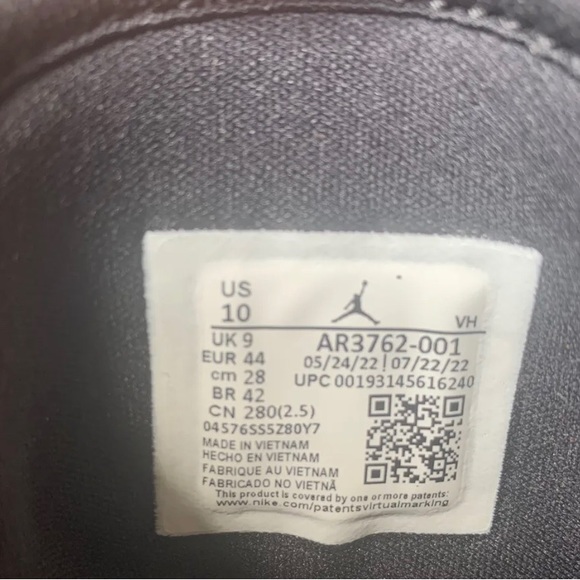 US
10
VH
UK 9
EUR 44
cm 28
BR 42
CN 280(2.5)
AR3762-001
05/24/22 | 07/22/22
UPC 00193145616240
04576SS5Z80Y7
MADE IN VIETNAM
HECHO EN VIETNAM
FABRIQUE AU VIETNAM
FABRICADO NO VIETNÃ
This product is covered by one or more patents:
www.nike.com/patentsvirtualmarking